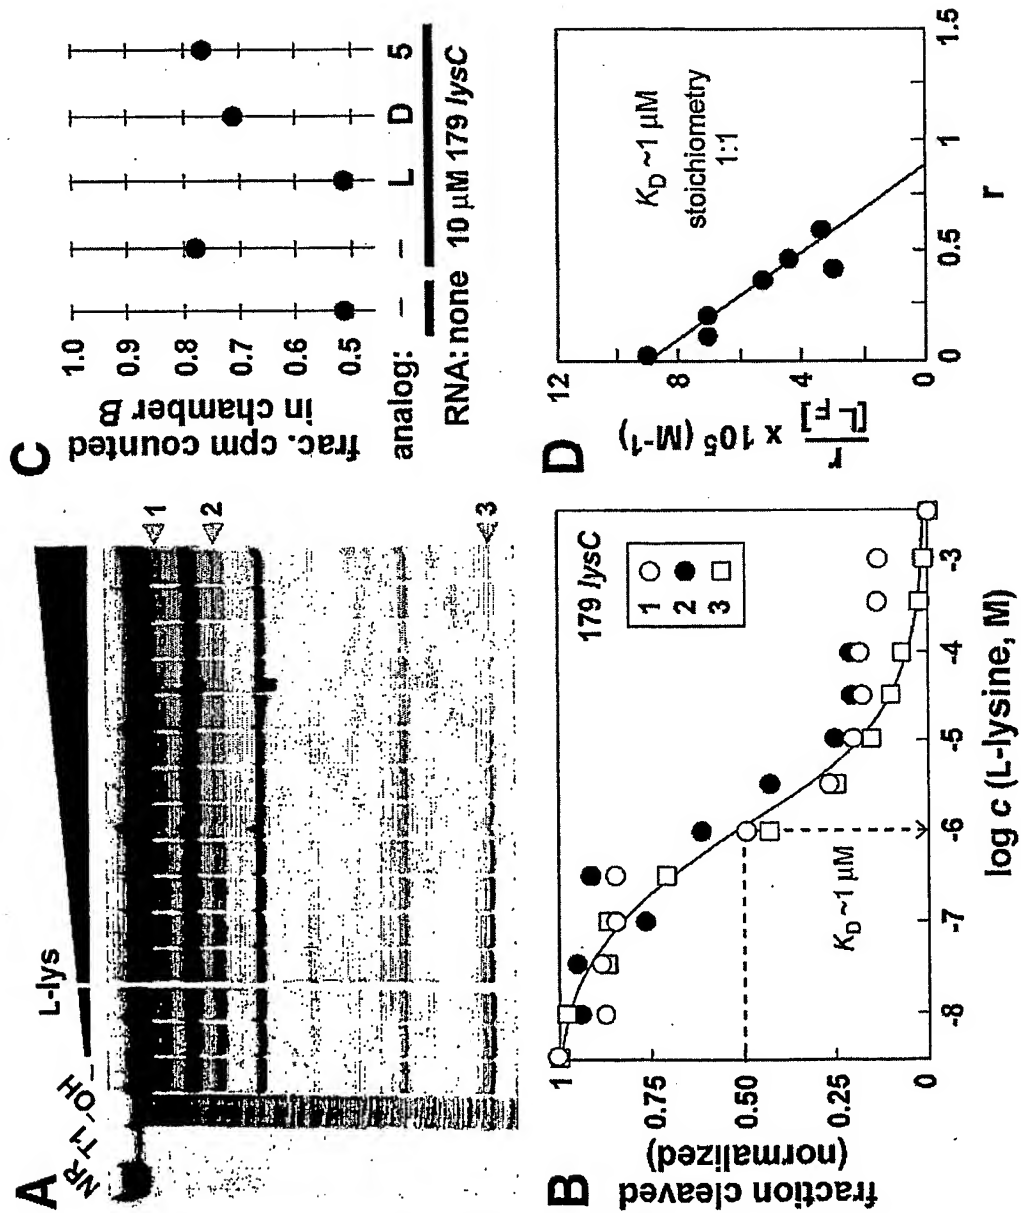 A
NR T1 ⁻OH –
L-lys
1
2
3
B
fraction cleaved
(normalized)
1
0.75
0.50
0.25
0
179 lysC
1
2
3
K_D ~1 μM
-8
-7
-6
-5
-4
-3
log c (L-lysine, M)
C
frac. cpm counted
in chamber B
1.0
0.9
0.8
0.7
0.6
0.5
analog: – – L D 5
RNA: none 10 μM 179 lysC
D
r
[L_F]
x 10⁵ (M⁻¹)
12
8
4
0
K_D ~1 μM
stoichiometry
1:1
0
0.5
1
1.5
r